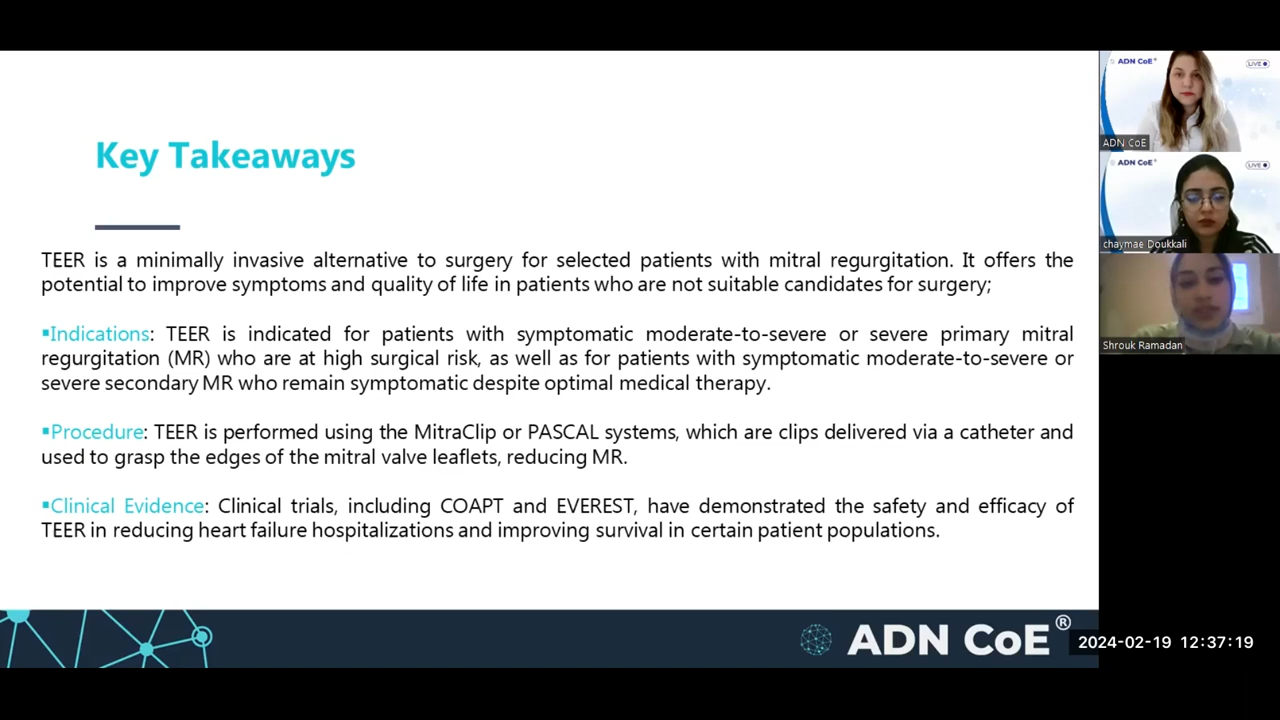 Key Takeaways
TEER is a minimally invasive alternative to surgery for selected patients with mitral regurgitation. It offers the
potential to improve symptoms and quality of life in patients who are not suitable candidates for surgery;
▪Indications: TEER is indicated for patients with symptomatic moderate-to-severe or severe primary mitral
regurgitation (MR) who are at high surgical risk, as well as for patients with symptomatic moderate-to-severe or
severe secondary MR who remain symptomatic despite optimal medical therapy.
▪Procedure: TEER is performed using the MitraClip or PASCAL systems, which are clips delivered via a catheter and
used to grasp the edges of the mitral valve leaflets, reducing MR.
▪Clinical Evidence: Clinical trials, including COAPT and EVEREST, have demonstrated the safety and efficacy of
TEER in reducing heart failure hospitalizations and improving survival in certain patient populations.
ADN CoE®
2024-02-19 12:37:19
ADN CoE®
LIVE
ADN CoE
ADN CoE®
LIVE
chaymae Doukkali
Shrouk Ramadan